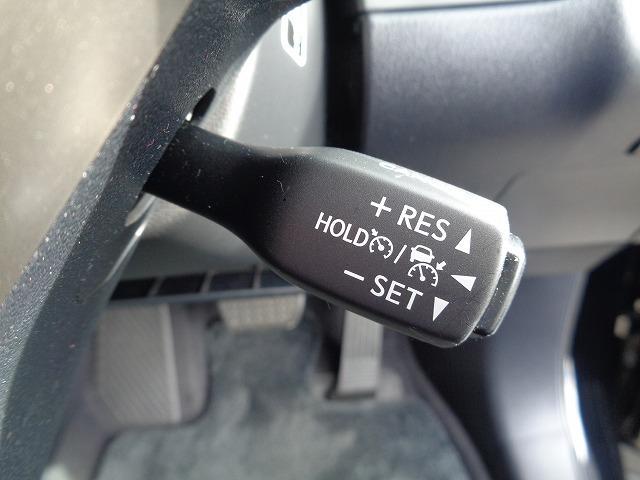 + RES ▲
HOLD / ◀
− SET ▼